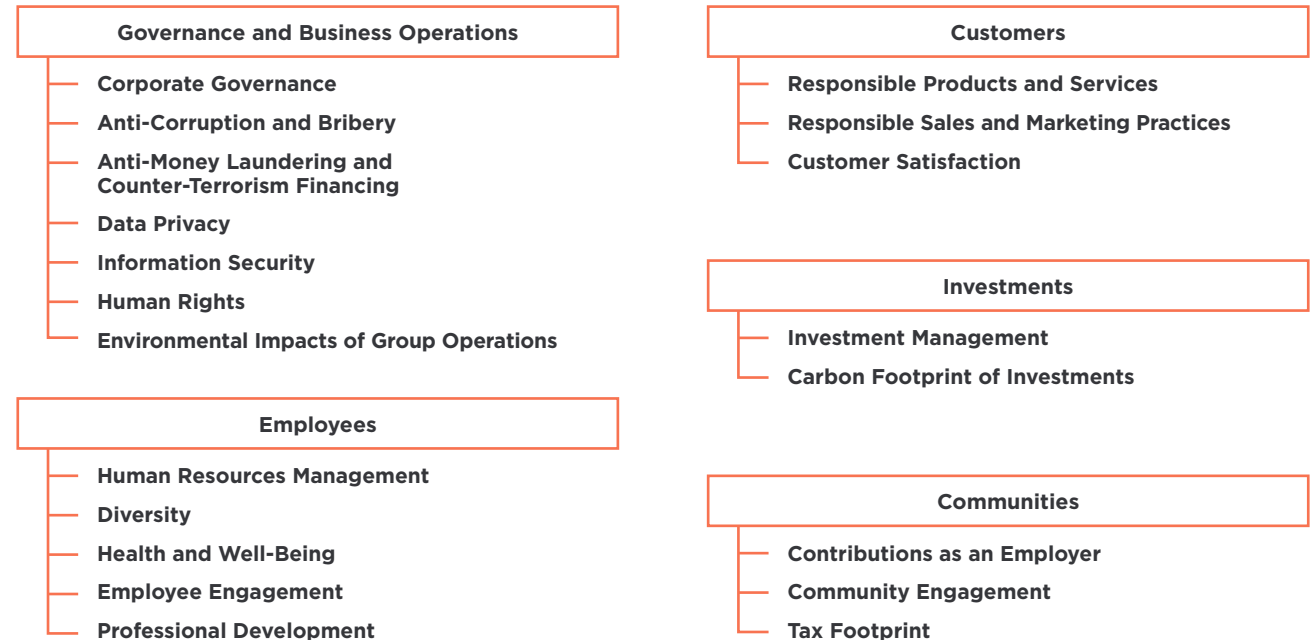 Governance and Business Operations
Corporate Governance
Anti-Corruption and Bribery
Anti-Money Laundering and
Counter-Terrorism Financing
Data Privacy
Information Security
Human Rights
Environmental Impacts of Group Operations
Employees
Human Resources Management
Diversity
Health and Well-Being
Employee Engagement
Professional Development
Customers
Responsible Products and Services
Responsible Sales and Marketing Practices
Customer Satisfaction
Investments
Investment Management
Carbon Footprint of Investments
Communities
Contributions as an Employer
Community Engagement
Tax Footprint